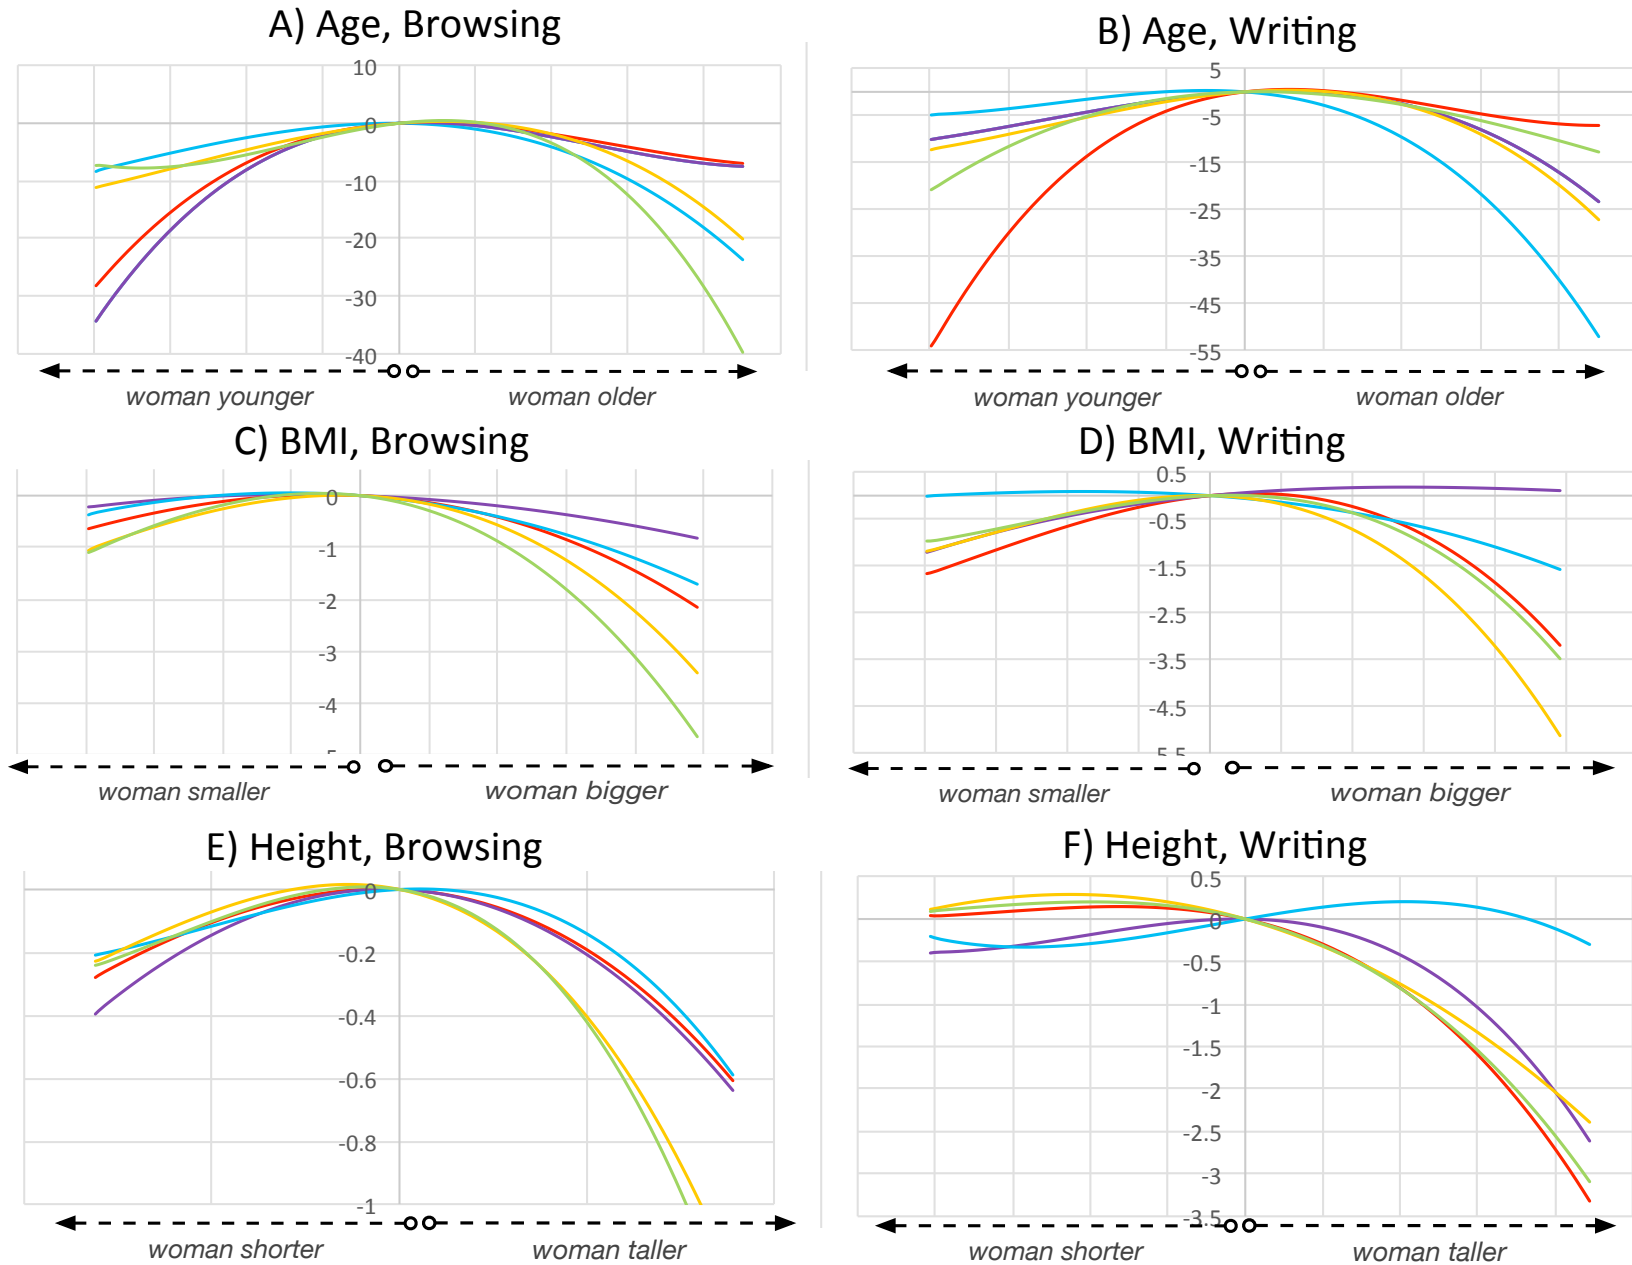 A) Age, Browsing
10
0
-10
-20
-30
-40
woman younger
woman older
B) Age, Writing
5
-5
-15
-25
-35
-45
-55
woman younger
woman older
C) BMI, Browsing
0
-1
-2
-3
-4
woman smaller
woman bigger
D) BMI, Writing
0.5
-0.5
-1.5
-2.5
-3.5
-4.5
-5.5
woman smaller
woman bigger
E) Height, Browsing
0
-0.2
-0.4
-0.6
-0.8
-1
woman shorter
woman taller
F) Height, Writing
0.5
0
-0.5
-1
-1.5
-2
-2.5
-3
-3.5
woman shorter
woman taller